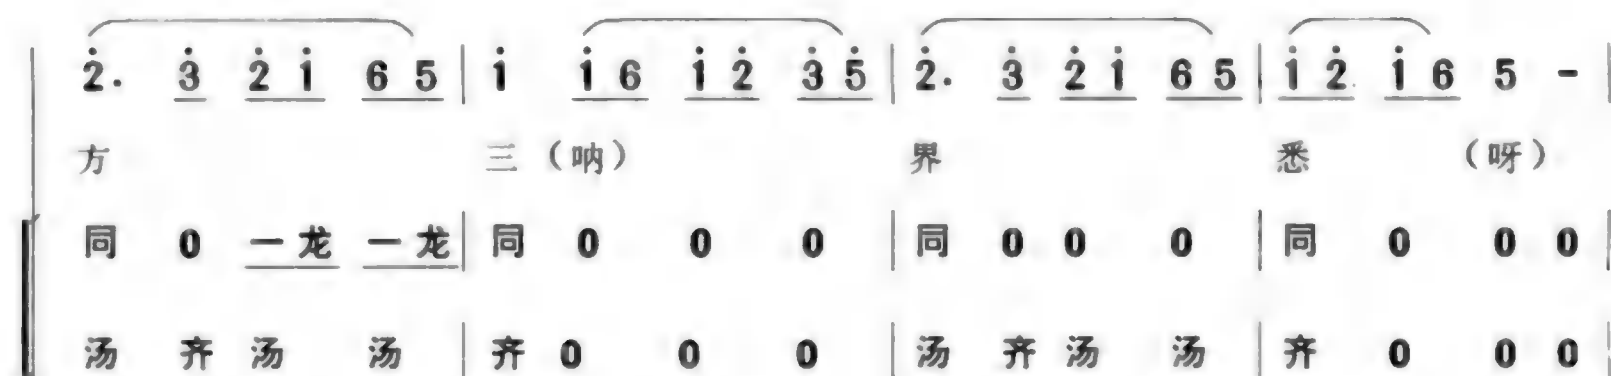 2̇. 3̇ 2̇ 1̇ 6 5 | 1̇ 1̇ 6 1̇ 2̇ 3̇ 5̇ | 2̇. 3̇ 2̇ 1̇ 6 5 | 1̇ 2̇ 1̇ 6 5 - |
方 三（呐） 界 悉 （呀）
同 0 一龙 一龙 | 同 0 0 0 | 同 0 0 0 | 同 0 0 0 |
汤 齐 汤 汤 | 齐 0 0 0 | 汤 齐 汤 汤 | 齐 0 0 0 |